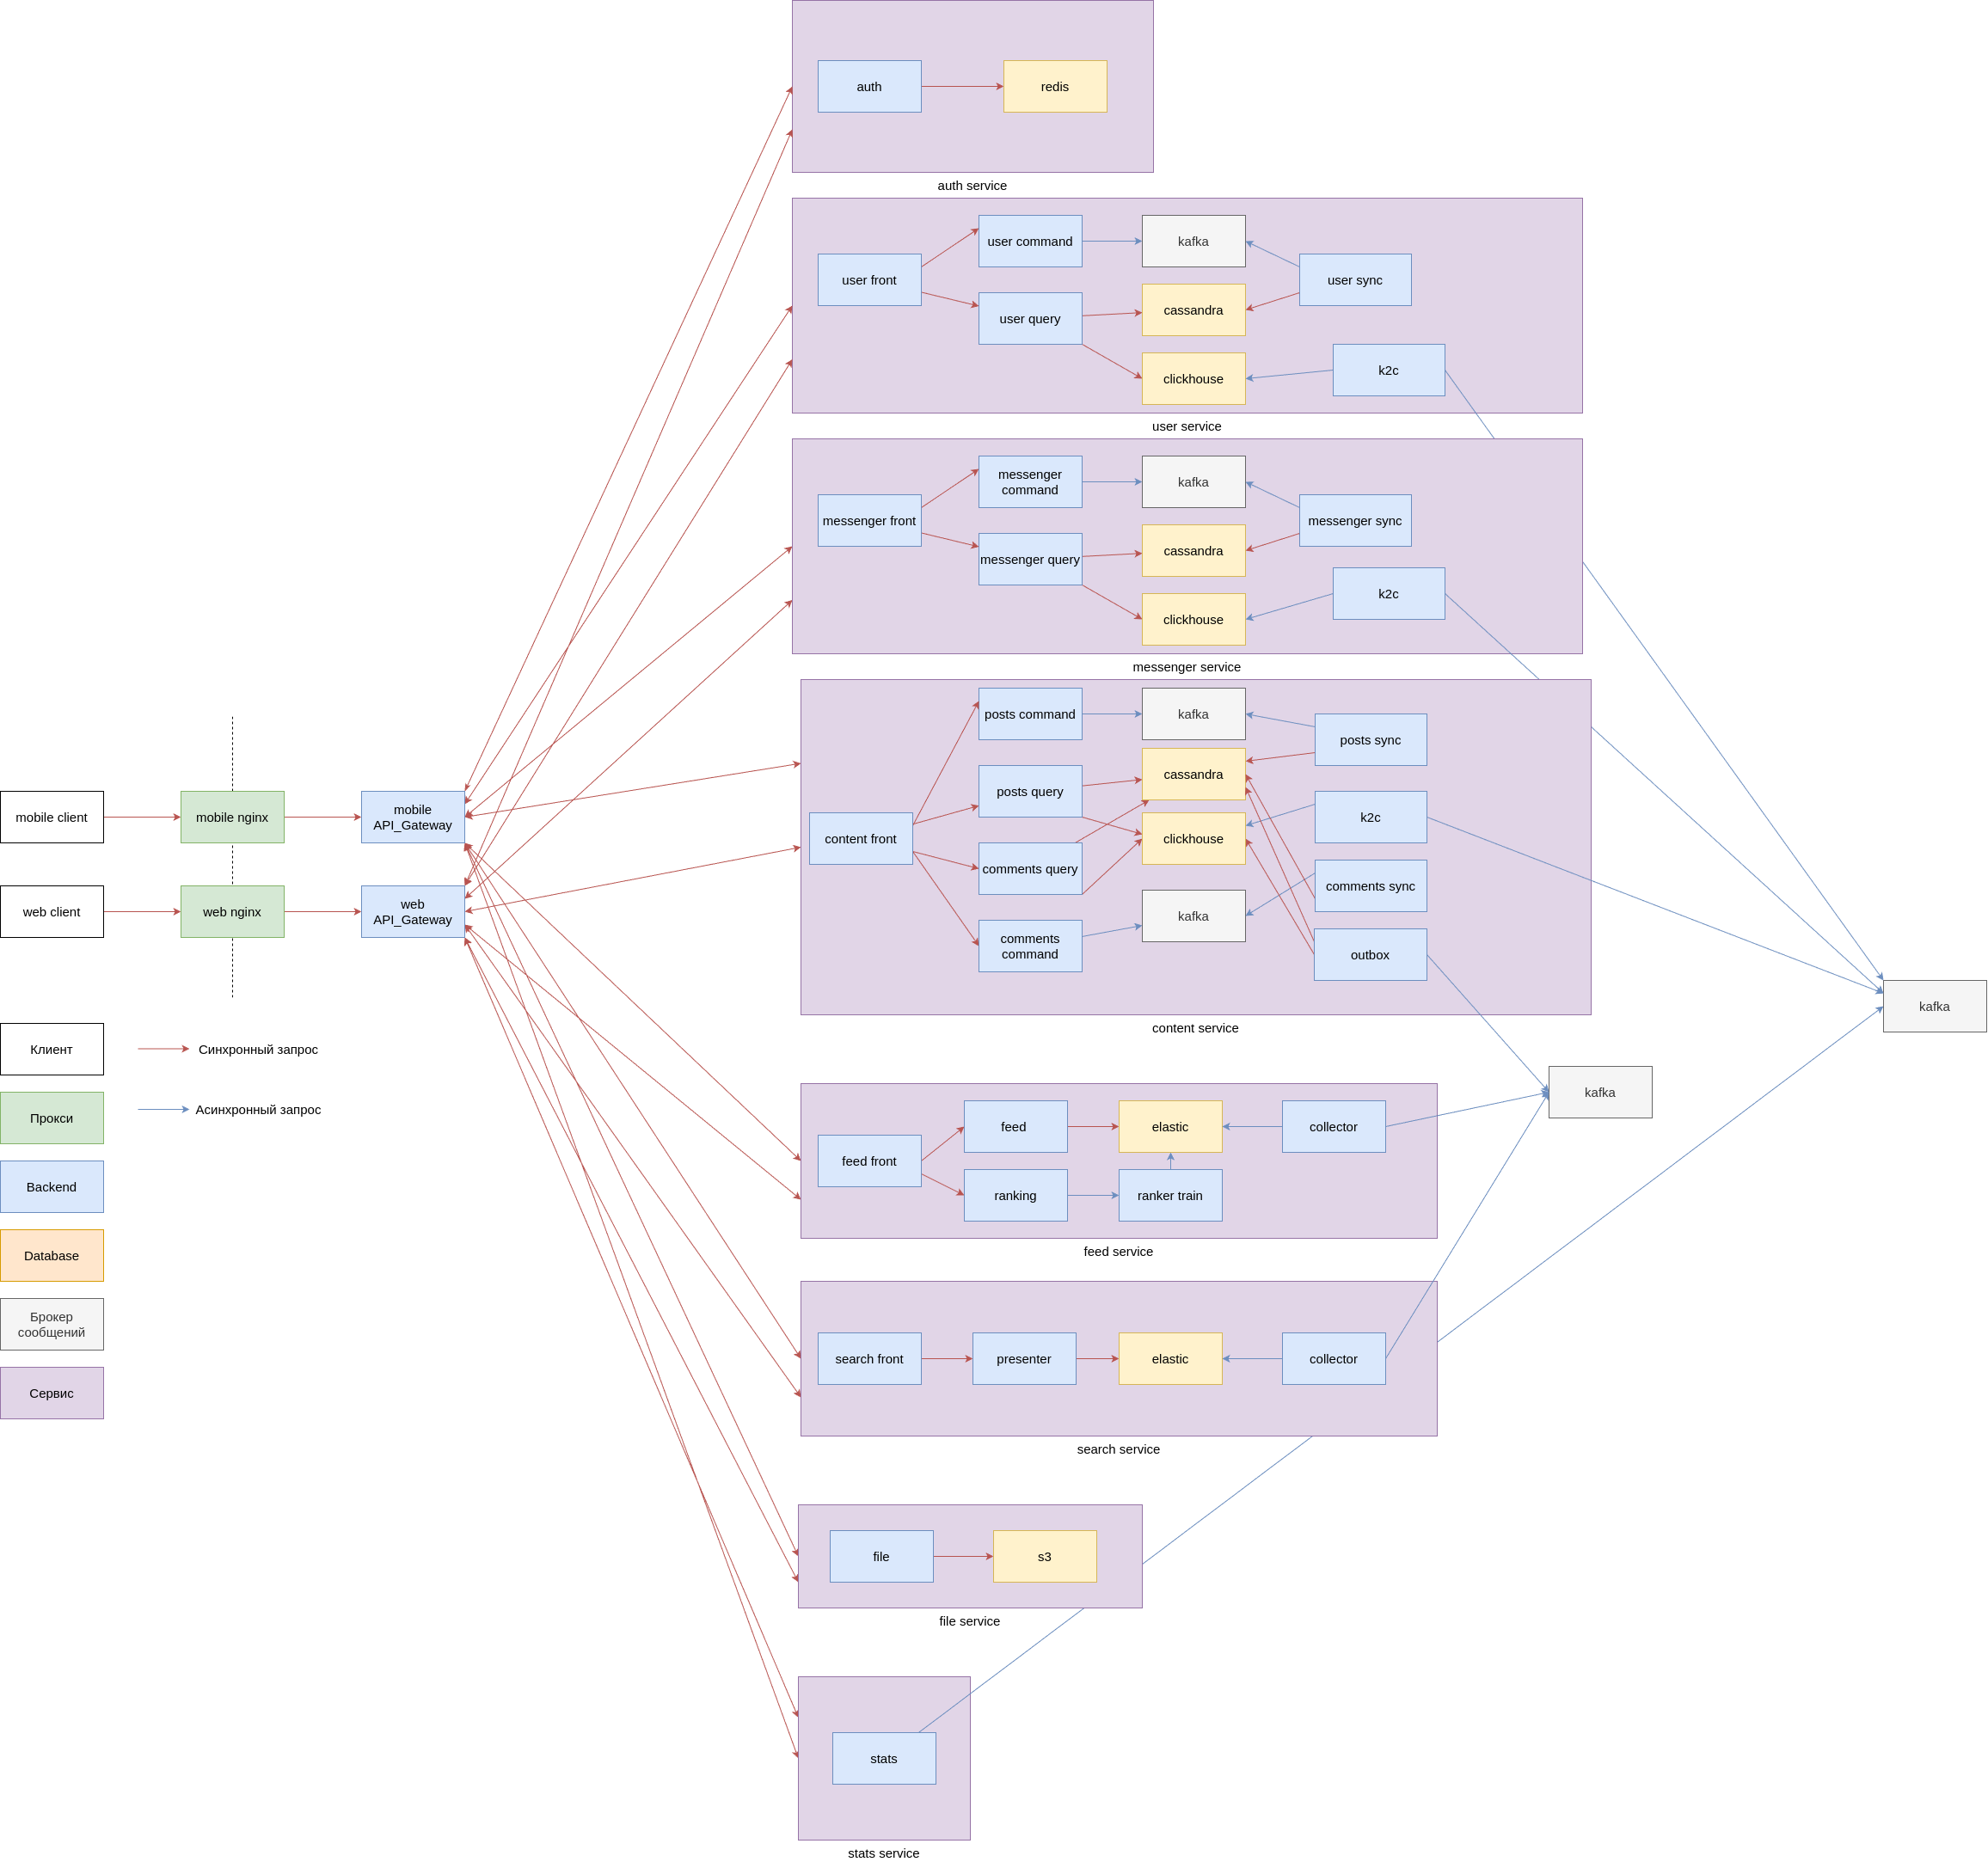 auth
redis
auth service
user command
kafka
user front
user sync
cassandra
user query
k2c
clickhouse
user service
messenger
command
kafka
messenger front
messenger sync
cassandra
messenger query
k2c
clickhouse
messenger service
posts command
kafka
posts sync
cassandra
posts query
k2c
content front
clickhouse
comments query
comments sync
kafka
comments
command
outbox
content service
mobile client
mobile nginx
mobile
API_Gateway
web client
web nginx
web
API_Gateway
kafka
kafka
Клиент
Синхронный запрос
Прокси
Асинхронный запрос
Backend
Database
Брокер
сообщений
Сервис
feed
elastic
collector
feed front
ranking
ranker train
feed service
search front
presenter
elastic
collector
search service
file
s3
file service
stats
stats service